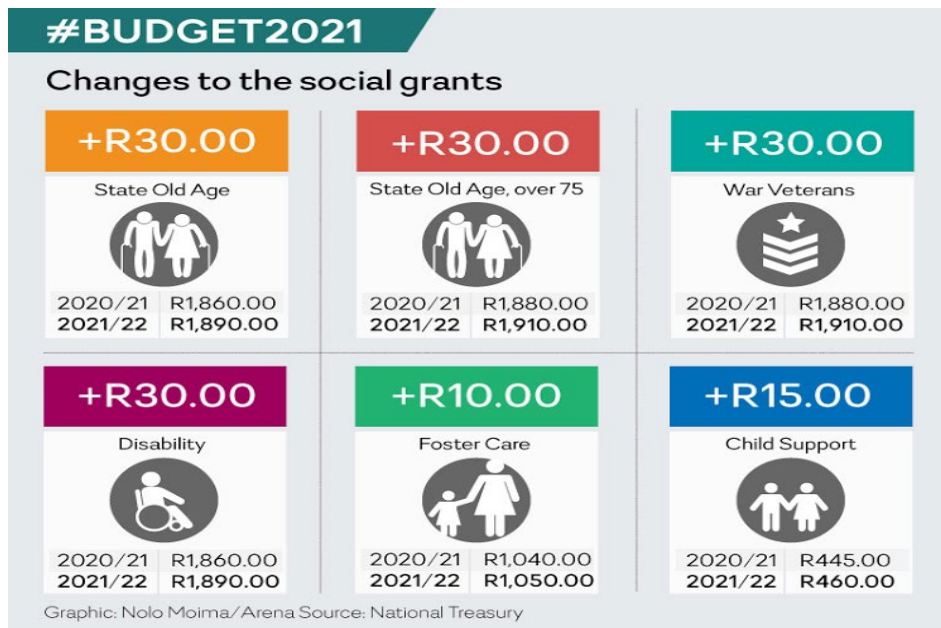 #BUDGET2021
Changes to the social grants
+R30.00
State Old Age
2020/21 R1,860.00
2021/22 R1,890.00
+R30.00
State Old Age, over 75
2020/21 R1,880.00
2021/22 R1,910.00
+R30.00
War Veterans
2020/21 R1,880.00
2021/22 R1,910.00
+R30.00
Disability
2020/21 R1,860.00
2021/22 R1,890.00
+R10.00
Foster Care
2020/21 R1,040.00
2021/22 R1,050.00
+R15.00
Child Support
2020/21 R445.00
2021/22 R460.00
Graphic: Nolo Moima/Arena Source: National Treasury